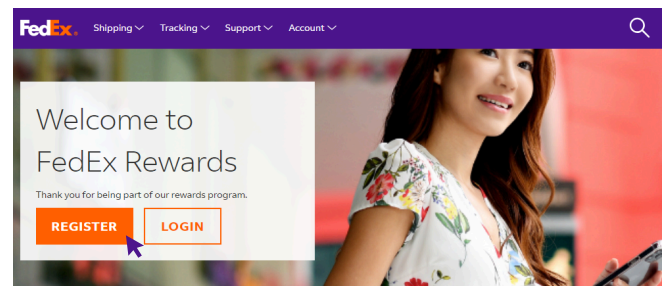 FedEx. Shipping Tracking Support Account
Welcome to
FedEx Rewards
Thank you for being part of our rewards program.
REGISTER LOGIN